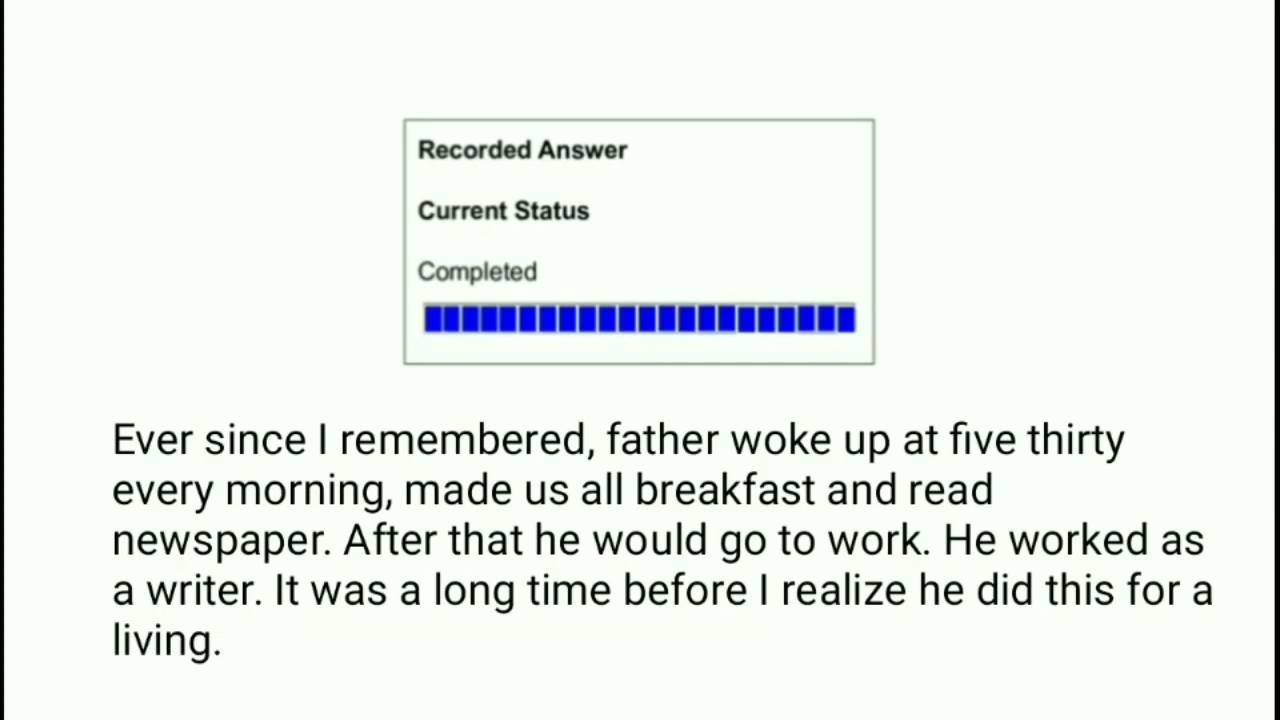 Recorded Answer
Current Status
Completed
Ever since I remembered, father woke up at five thirty
every morning, made us all breakfast and read
newspaper. After that he would go to work. He worked as
a writer. It was a long time before I realize he did this for a
living.